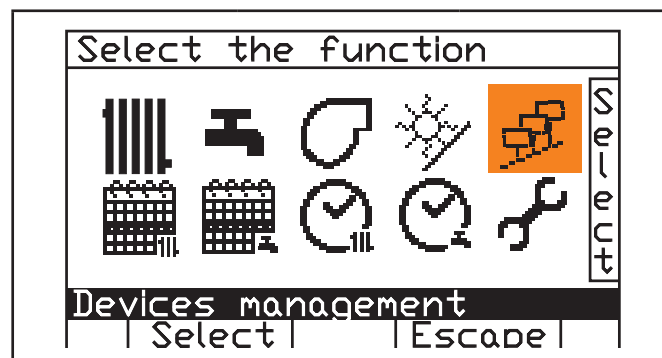 Select the function
Select
Devices management
Select
Escape